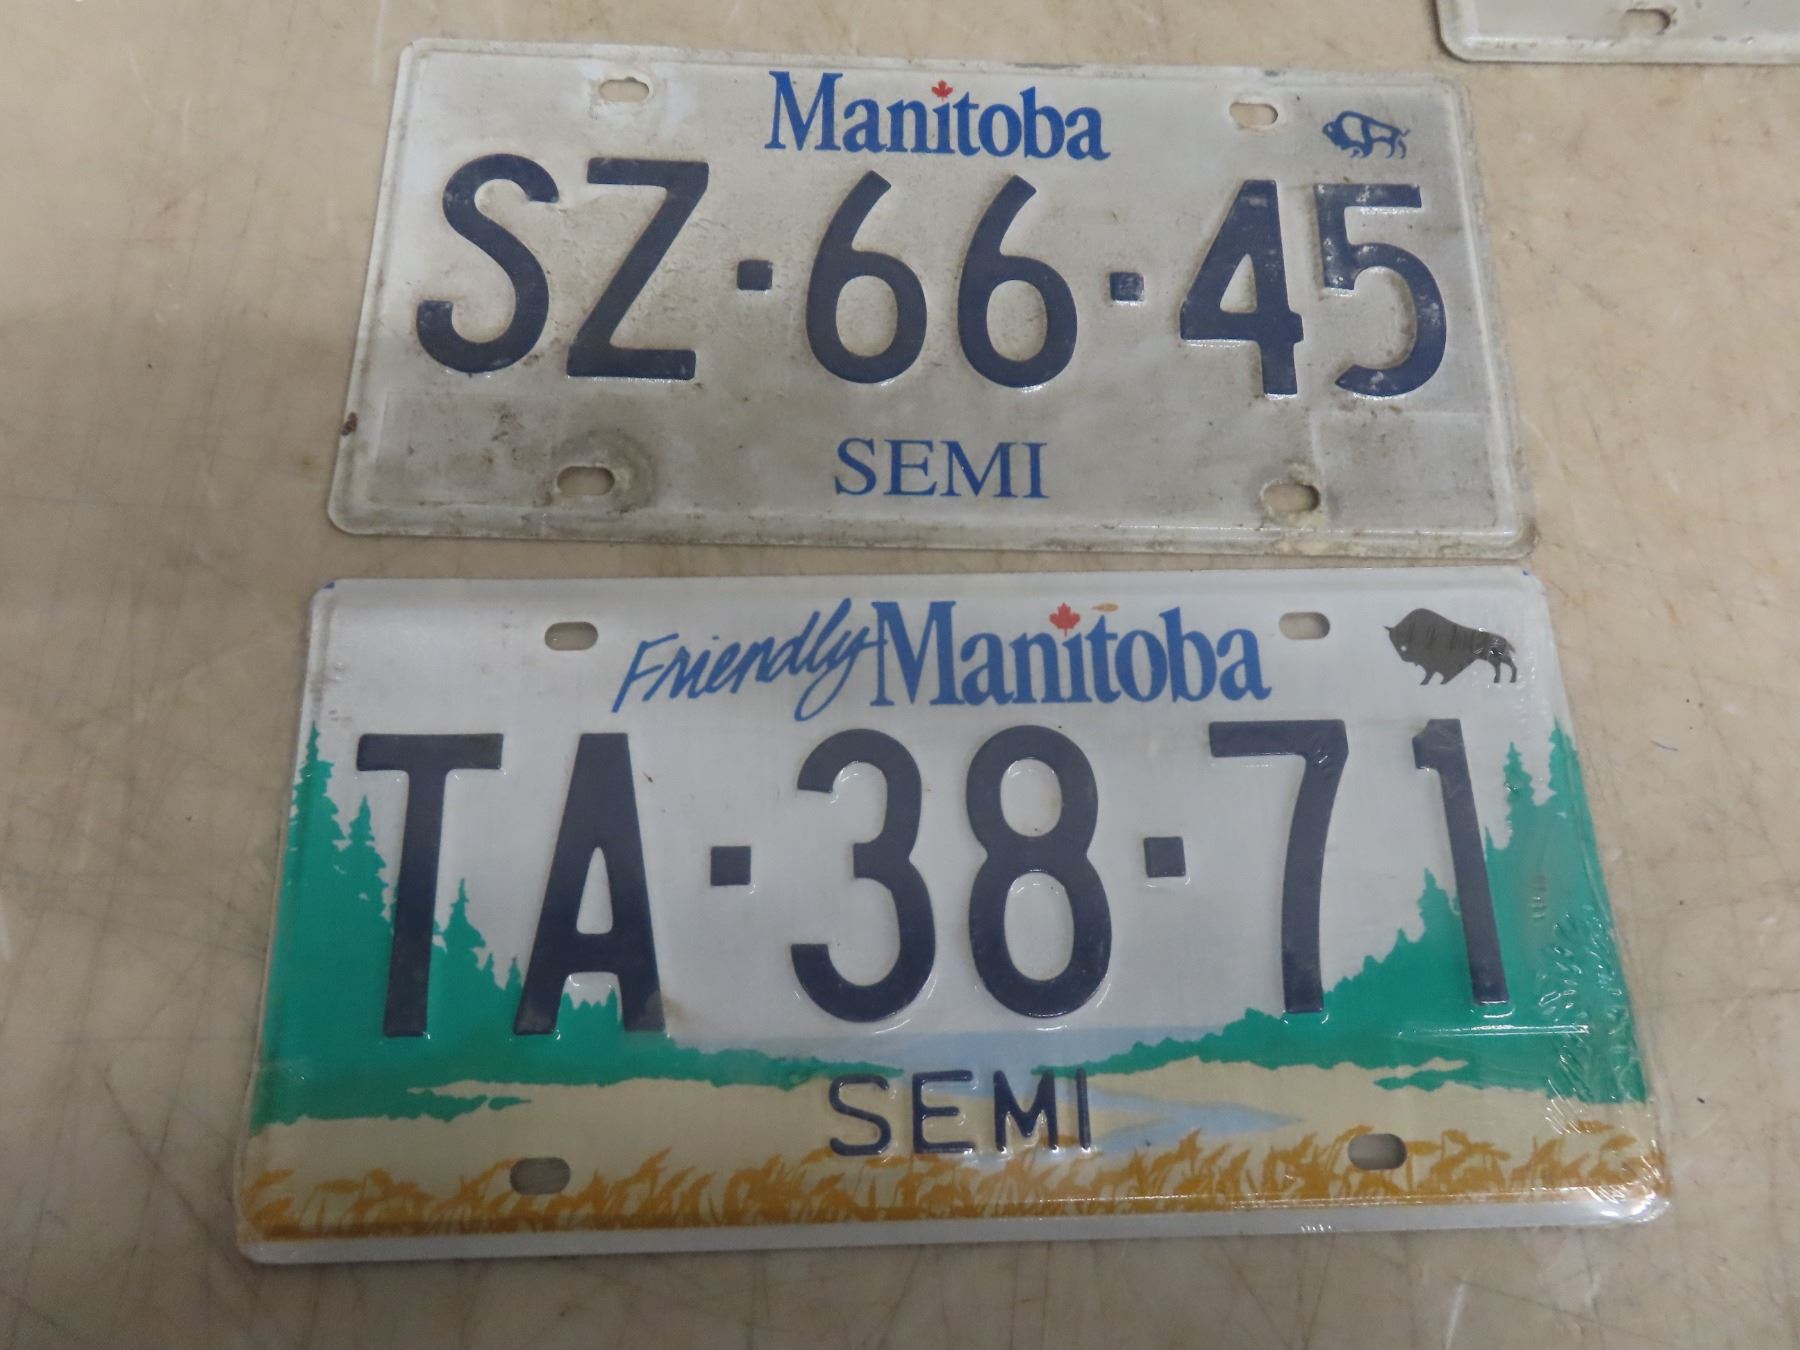 Manitoba
SZ·66·45
SEMI
Friendly Manitoba
TA·38·71
SEMI